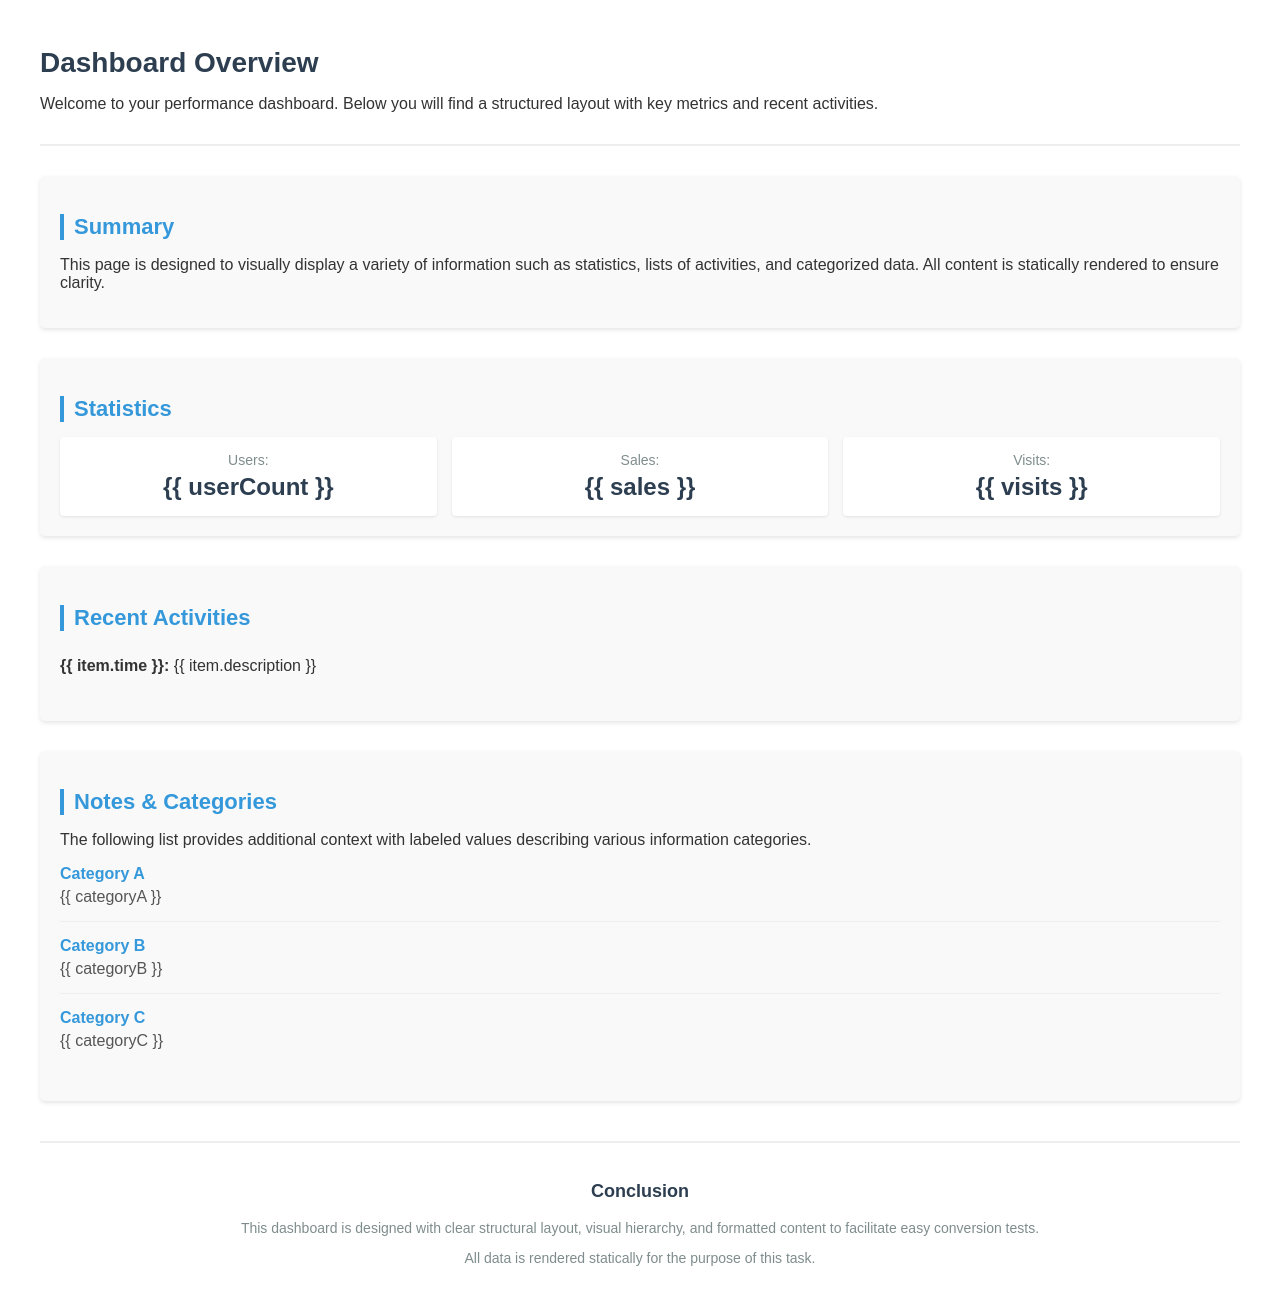 Dashboard Overview
Welcome to your performance dashboard. Below you will find a structured layout with key metrics and recent activities.
Summary
This page is designed to visually display a variety of information such as statistics, lists of activities, and categorized data. All content is statically rendered to ensure
clarity.
Statistics
Users:
{{ userCount }}
Sales:
{{ sales }}
Visits:
{{ visits }}
Recent Activities
{{ item.time }}: {{ item.description }}
Notes & Categories
The following list provides additional context with labeled values describing various information categories.
Category A
{{ categoryA }}
Category B
{{ categoryB }}
Category C
{{ categoryC }}
Conclusion
This dashboard is designed with clear structural layout, visual hierarchy, and formatted content to facilitate easy conversion tests.
All data is rendered statically for the purpose of this task.